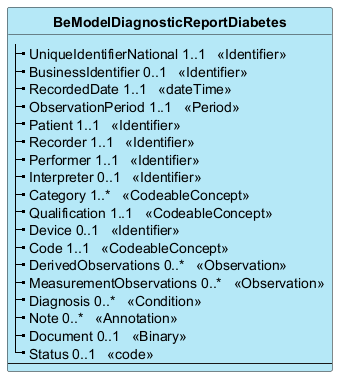 BeModelDiagnosticReportDiabetes
UniqueIdentifierNational 1..1 «Identifier»
BusinessIdentifier 0..1 «Identifier»
RecordedDate 1..1 «dateTime»
ObservationPeriod 1..1 «Period»
Patient 1..1 «Identifier»
Recorder 1..1 «Identifier»
Performer 1..1 «Identifier»
Interpreter 0..1 «Identifier»
Category 1..* «CodeableConcept»
Qualification 1..1 «CodeableConcept»
Device 0..1 «Identifier»
Code 1..1 «CodeableConcept»
DerivedObservations 0..* «Observation»
MeasurementObservations 0..* «Observation»
Diagnosis 0..* «Condition»
Note 0..* «Annotation»
Document 0..1 «Binary»
Status 0..1 «code»